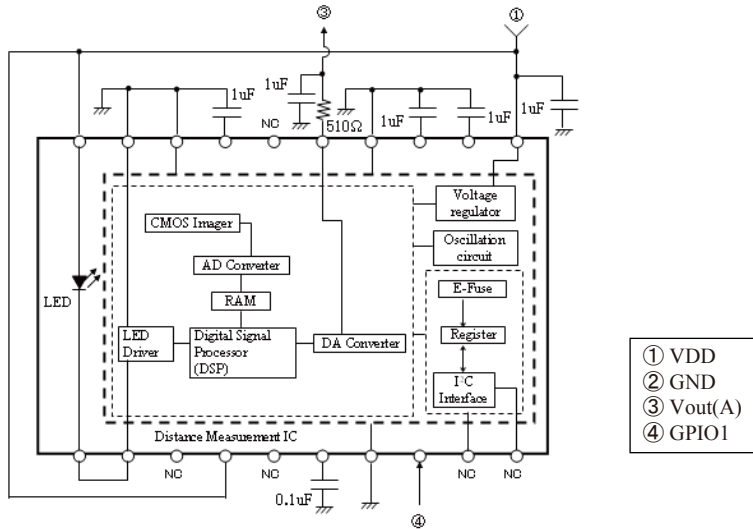 ③
①
1uF
1uF
1uF
1uF
1uF
NC
510Ω
Voltage
regulator
CMOS Imager
Oscillation
circuit
AD Converter
E-Fuse
LED
RAM
LED
Driver
Digital Signal
Processor
(DSP)
DA Converter
Register
I²C
Interface
Distance Measurement IC
NC
NC
NC
NC
0.1uF
④
① VDD
② GND
③ Vout(A)
④ GPIO1